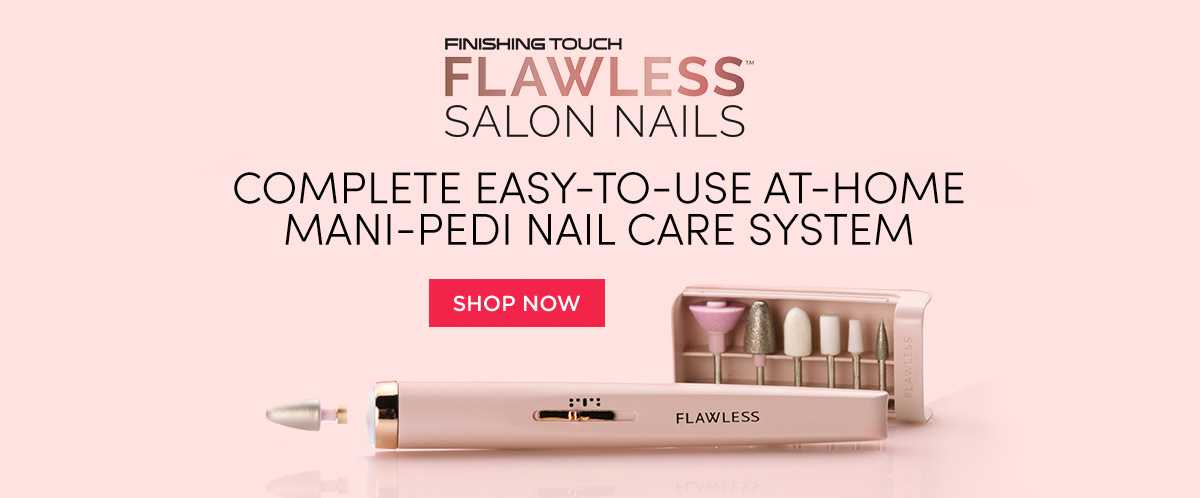 FINISHING TOUCH
FLAWLESS™
SALON NAILS
COMPLETE EASY-TO-USE AT-HOME
MANI-PEDI NAIL CARE SYSTEM
SHOP NOW
FLAWLESS
FLAWLESS